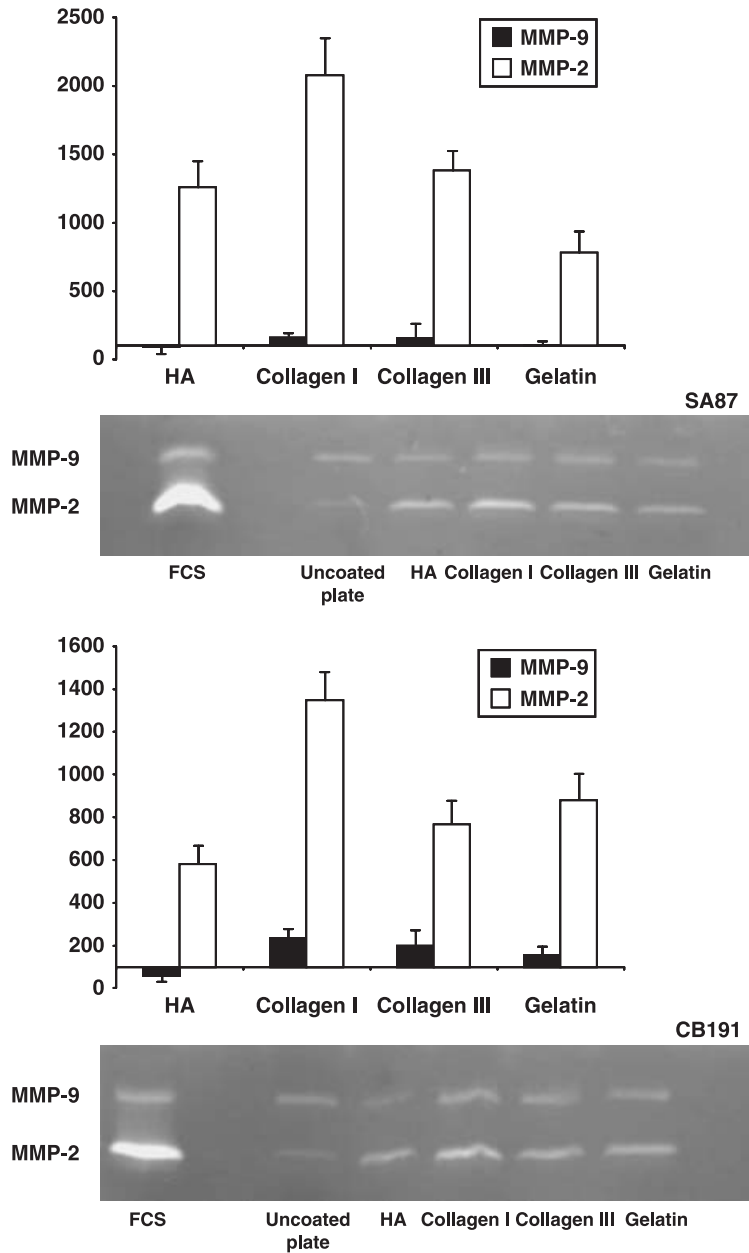 2500
2000
1500
1000
500
0
MMP-9
MMP-2
HA Collagen I Collagen III Gelatin
SA87
MMP-9
MMP-2
FCS Uncoated plate HA Collagen I Collagen III Gelatin
1600
1400
1200
1000
800
600
400
200
0
MMP-9
MMP-2
HA Collagen I Collagen III Gelatin
CB191
MMP-9
MMP-2
FCS Uncoated plate HA Collagen I Collagen III Gelatin